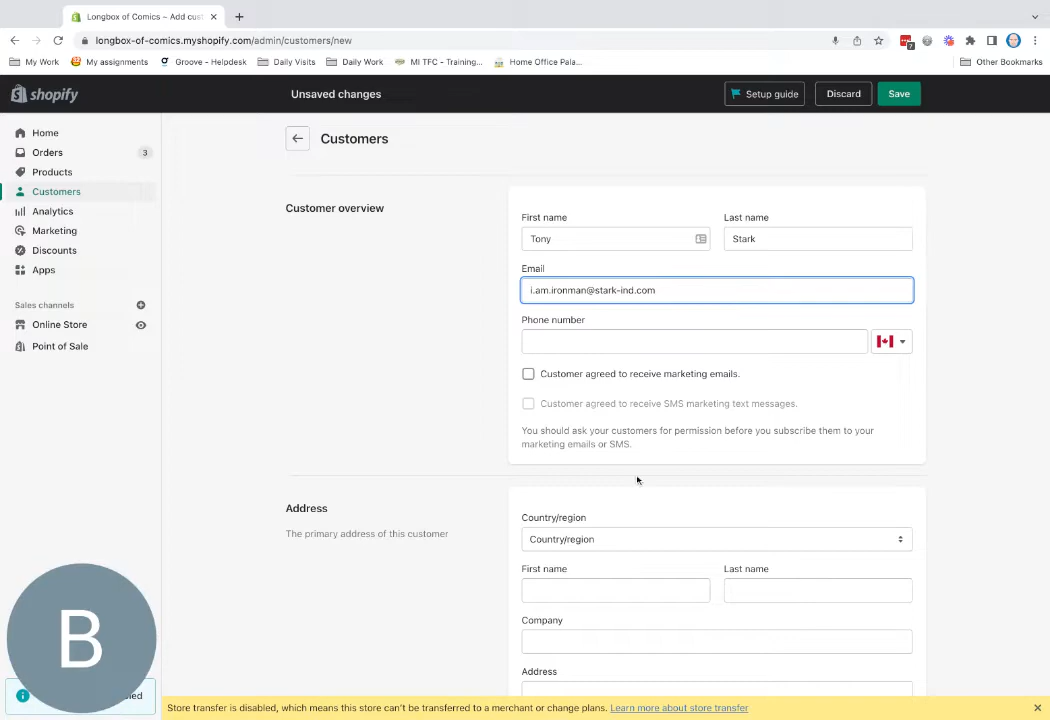 Longbox of Comics ~ Add cust
longbox-of-comics.myshopify.com/admin/customers/new
7
My Work
My assignments
Groove - Helpdesk
Daily Visits
Daily Work
MI TFC - Training...
Home Office Pala...
Other Bookmarks
shopify
Unsaved changes
Setup guide
Discard
Save
Home
Orders
3
Products
Customers
Analytics
Marketing
Discounts
Apps
Sales channels
Online Store
Point of Sale
Customers
Customer overview
First name
Last name
Tony
Stark
Email
i.am.ironman@stark-ind.com
Phone number
Customer agreed to receive marketing emails.
Customer agreed to receive SMS marketing text messages.
You should ask your customers for permission before you subscribe them to your
marketing emails or SMS.
Address
The primary address of this customer
Country/region
Country/region
First name
Last name
Company
Address
B
Store transfer is disabled, which means this store can't be transferred to a merchant or change plans. Learn more about store transfer